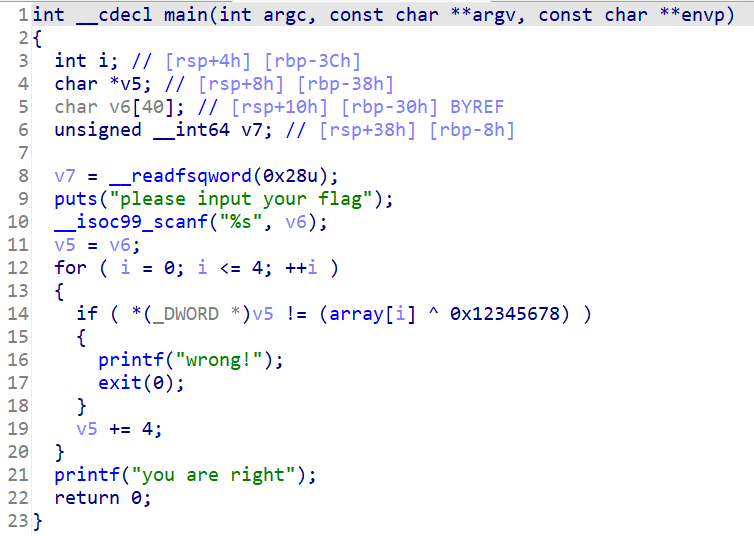 1 int __cdecl main(int argc, const char **argv, const char **envp)
2 {
3   int i; // [rsp+4h] [rbp-3Ch]
4   char *v5; // [rsp+8h] [rbp-38h]
5   char v6[40]; // [rsp+10h] [rbp-30h] BYREF
6   unsigned __int64 v7; // [rsp+38h] [rbp-8h]
7
8   v7 = __readfsqword(0x28u);
9   puts("please input your flag");
10   __isoc99_scanf("%s", v6);
11   v5 = v6;
12   for ( i = 0; i <= 4; ++i )
13   {
14     if ( *(_DWORD *)v5 != (array[i] ^ 0x12345678) )
15     {
16       printf("wrong!");
17       exit(0);
18     }
19     v5 += 4;
20   }
21   printf("you are right");
22   return 0;
23 }